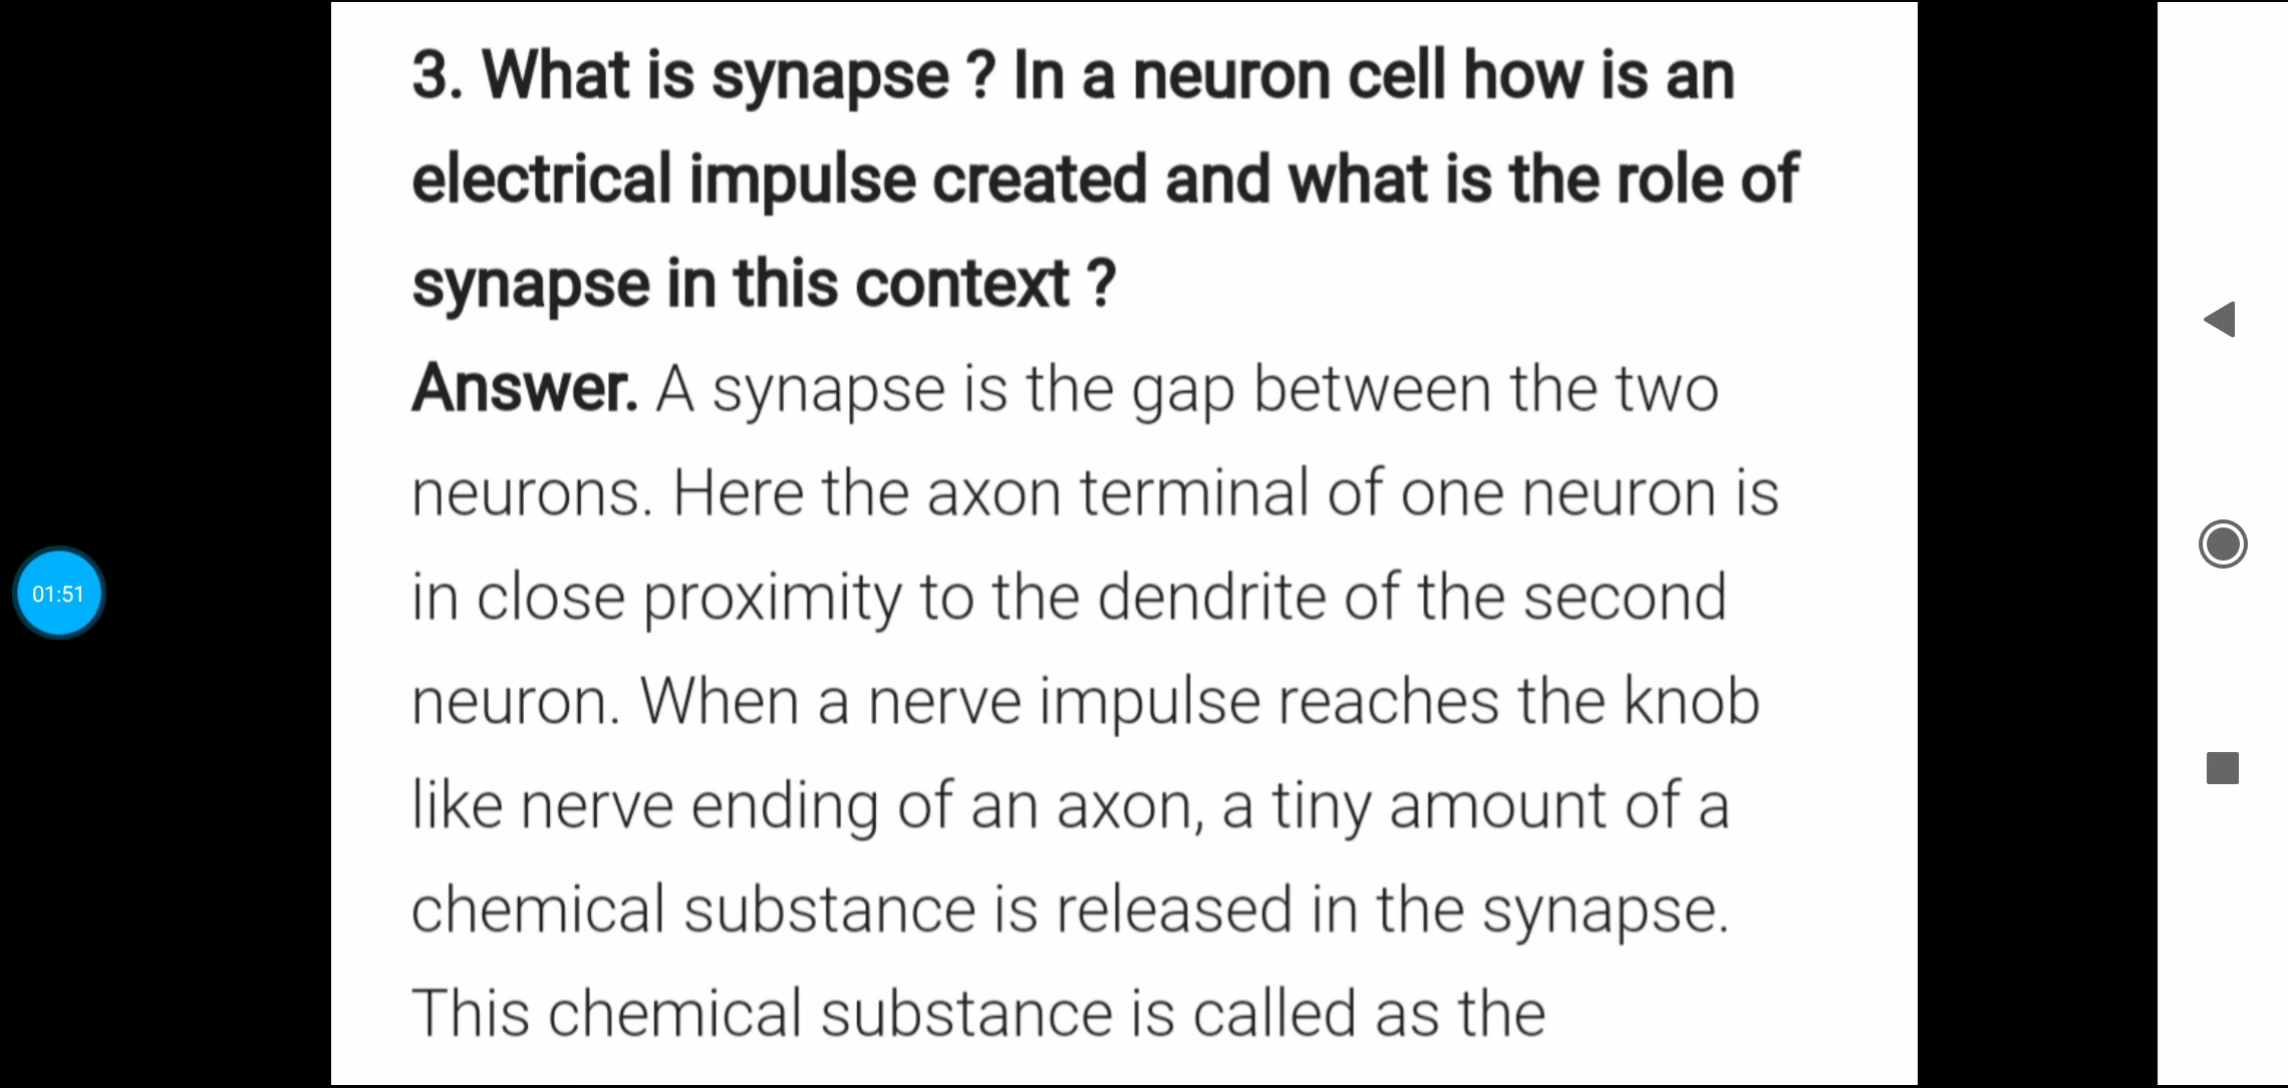 3. What is synapse ? In a neuron cell how is an
electrical impulse created and what is the role of
synapse in this context ?
Answer. A synapse is the gap between the two
neurons. Here the axon terminal of one neuron is
in close proximity to the dendrite of the second
neuron. When a nerve impulse reaches the knob
like nerve ending of an axon, a tiny amount of a
chemical substance is released in the synapse.
This chemical substance is called as the
01:51